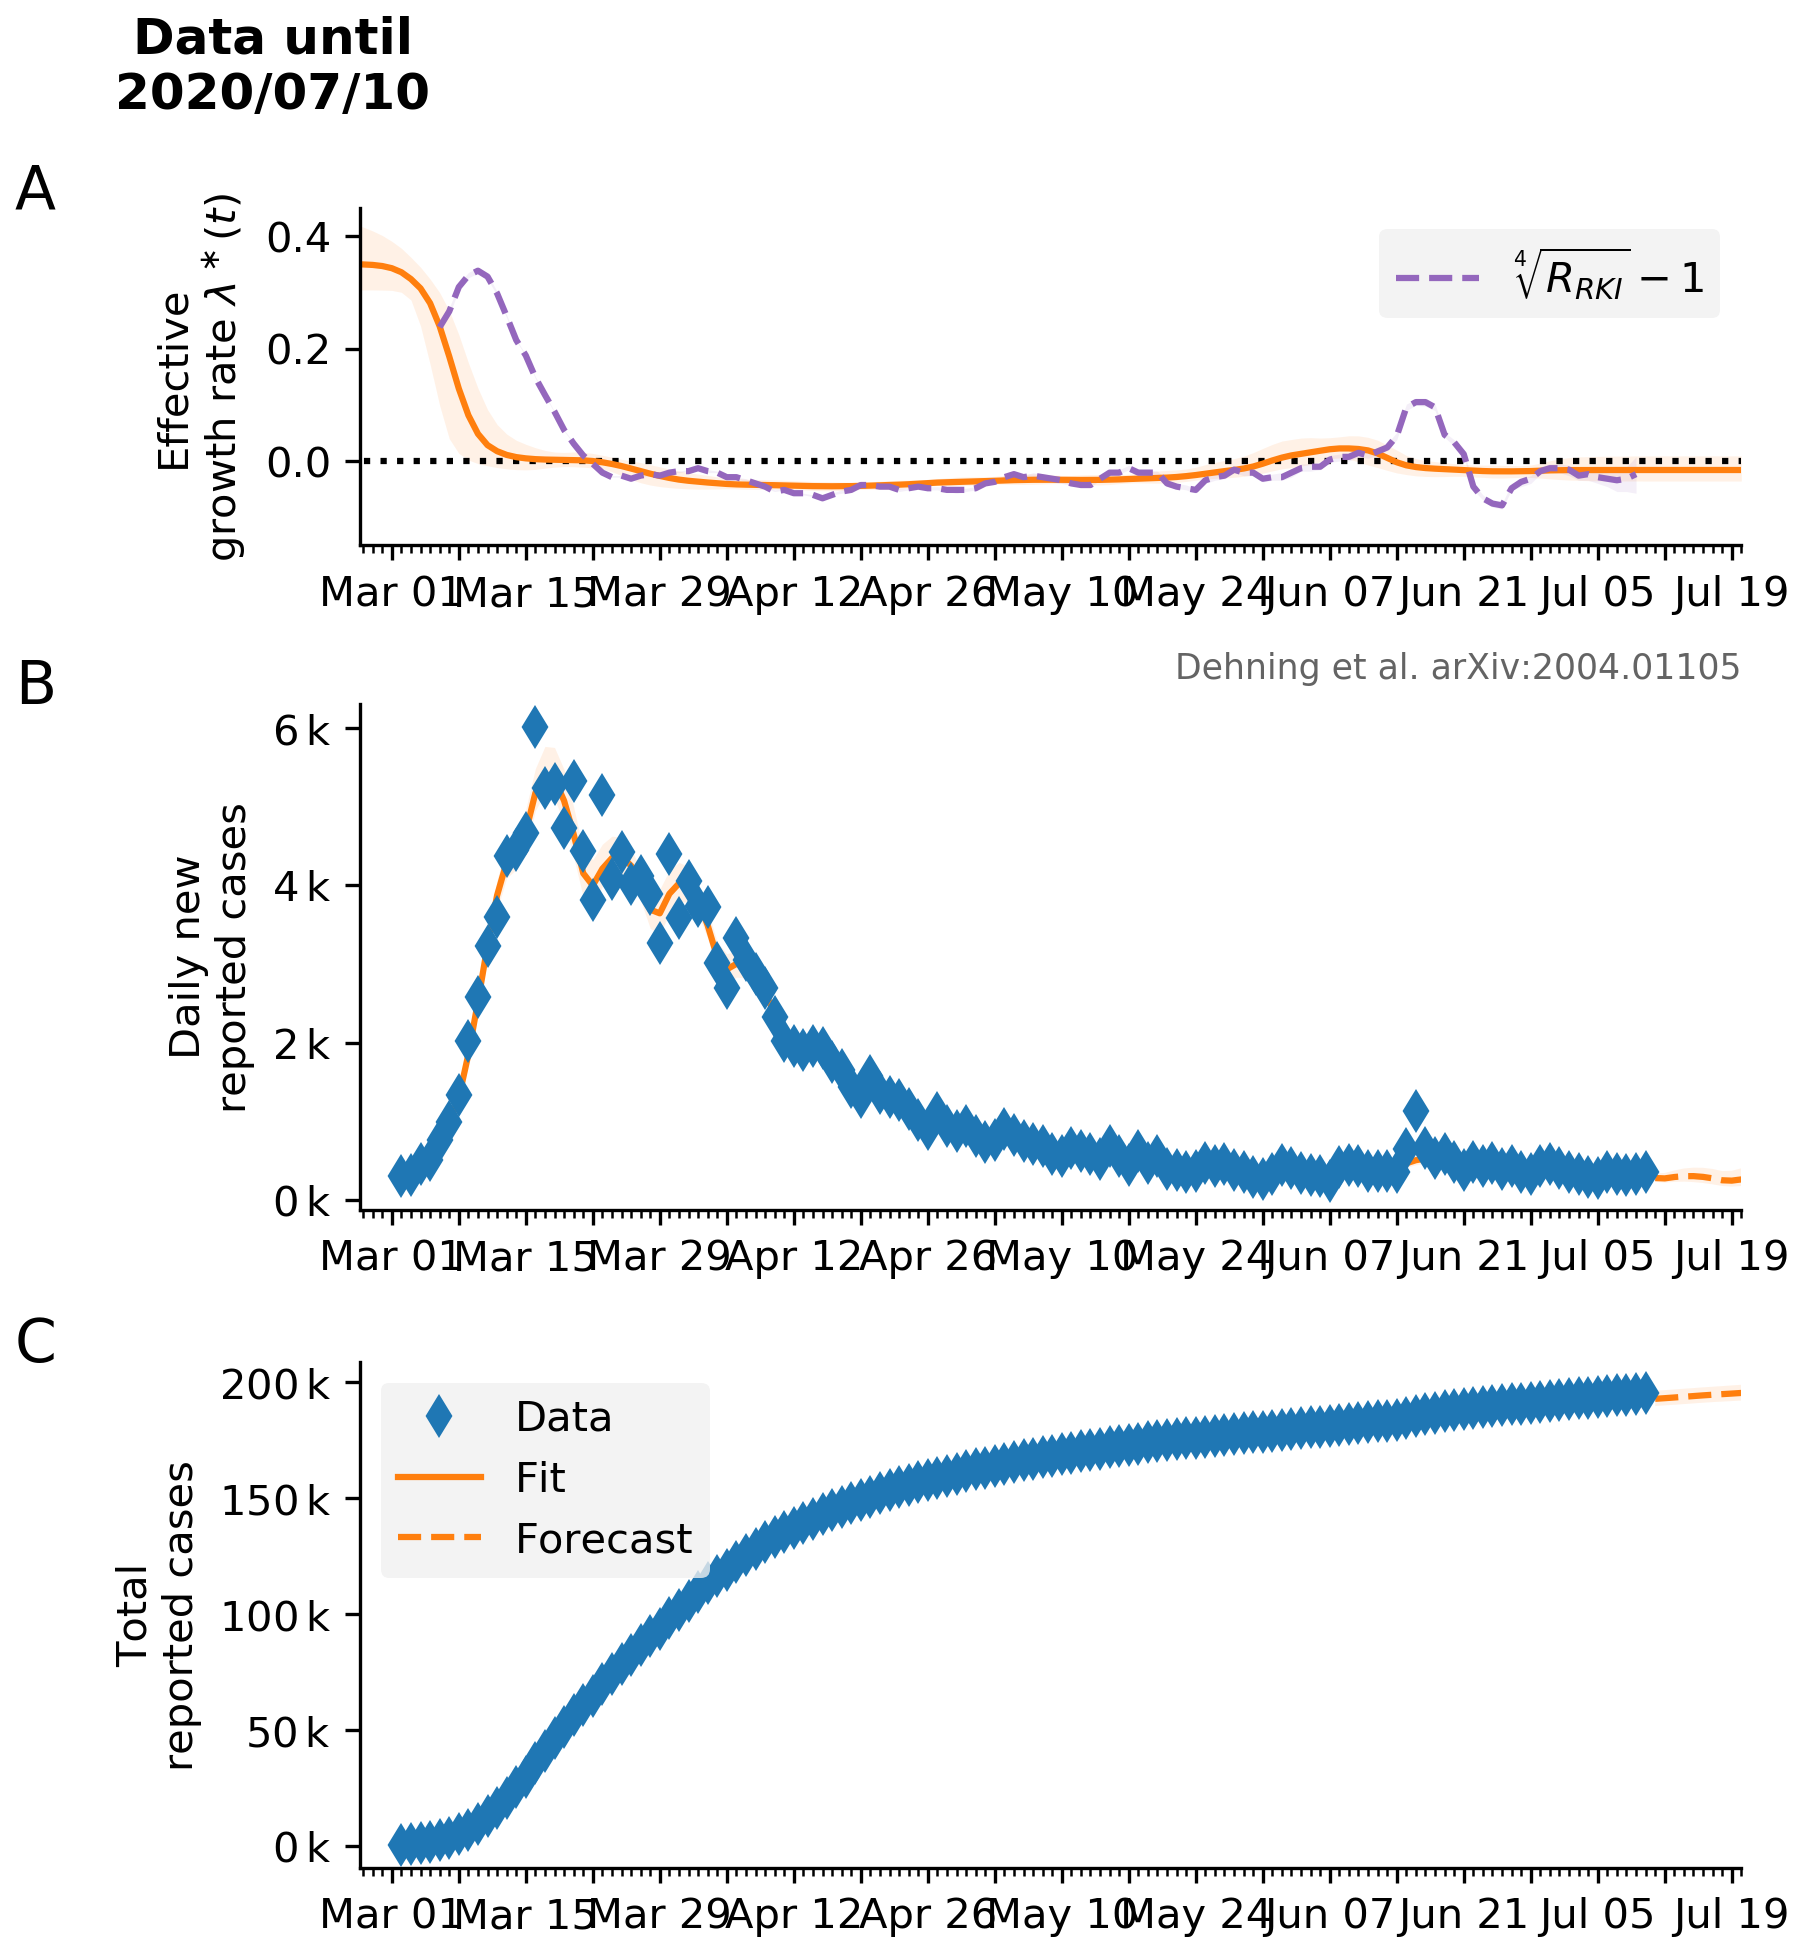 Data until
2020/07/10
A
Effective
growth rate λ * (t)
0.4
0.2
0.0
∜R_RKI − 1
Mar 01 Mar 15 Mar 29 Apr 12 Apr 26 May 10 May 24 Jun 07 Jun 21 Jul 05 Jul 19
B
Dehning et al. arXiv:2004.01105
Daily new
reported cases
6 k
4 k
2 k
0 k
Mar 01 Mar 15 Mar 29 Apr 12 Apr 26 May 10 May 24 Jun 07 Jun 21 Jul 05 Jul 19
C
Total
reported cases
200 k
150 k
100 k
50 k
0 k
Data
Fit
Forecast
Mar 01 Mar 15 Mar 29 Apr 12 Apr 26 May 10 May 24 Jun 07 Jun 21 Jul 05 Jul 19